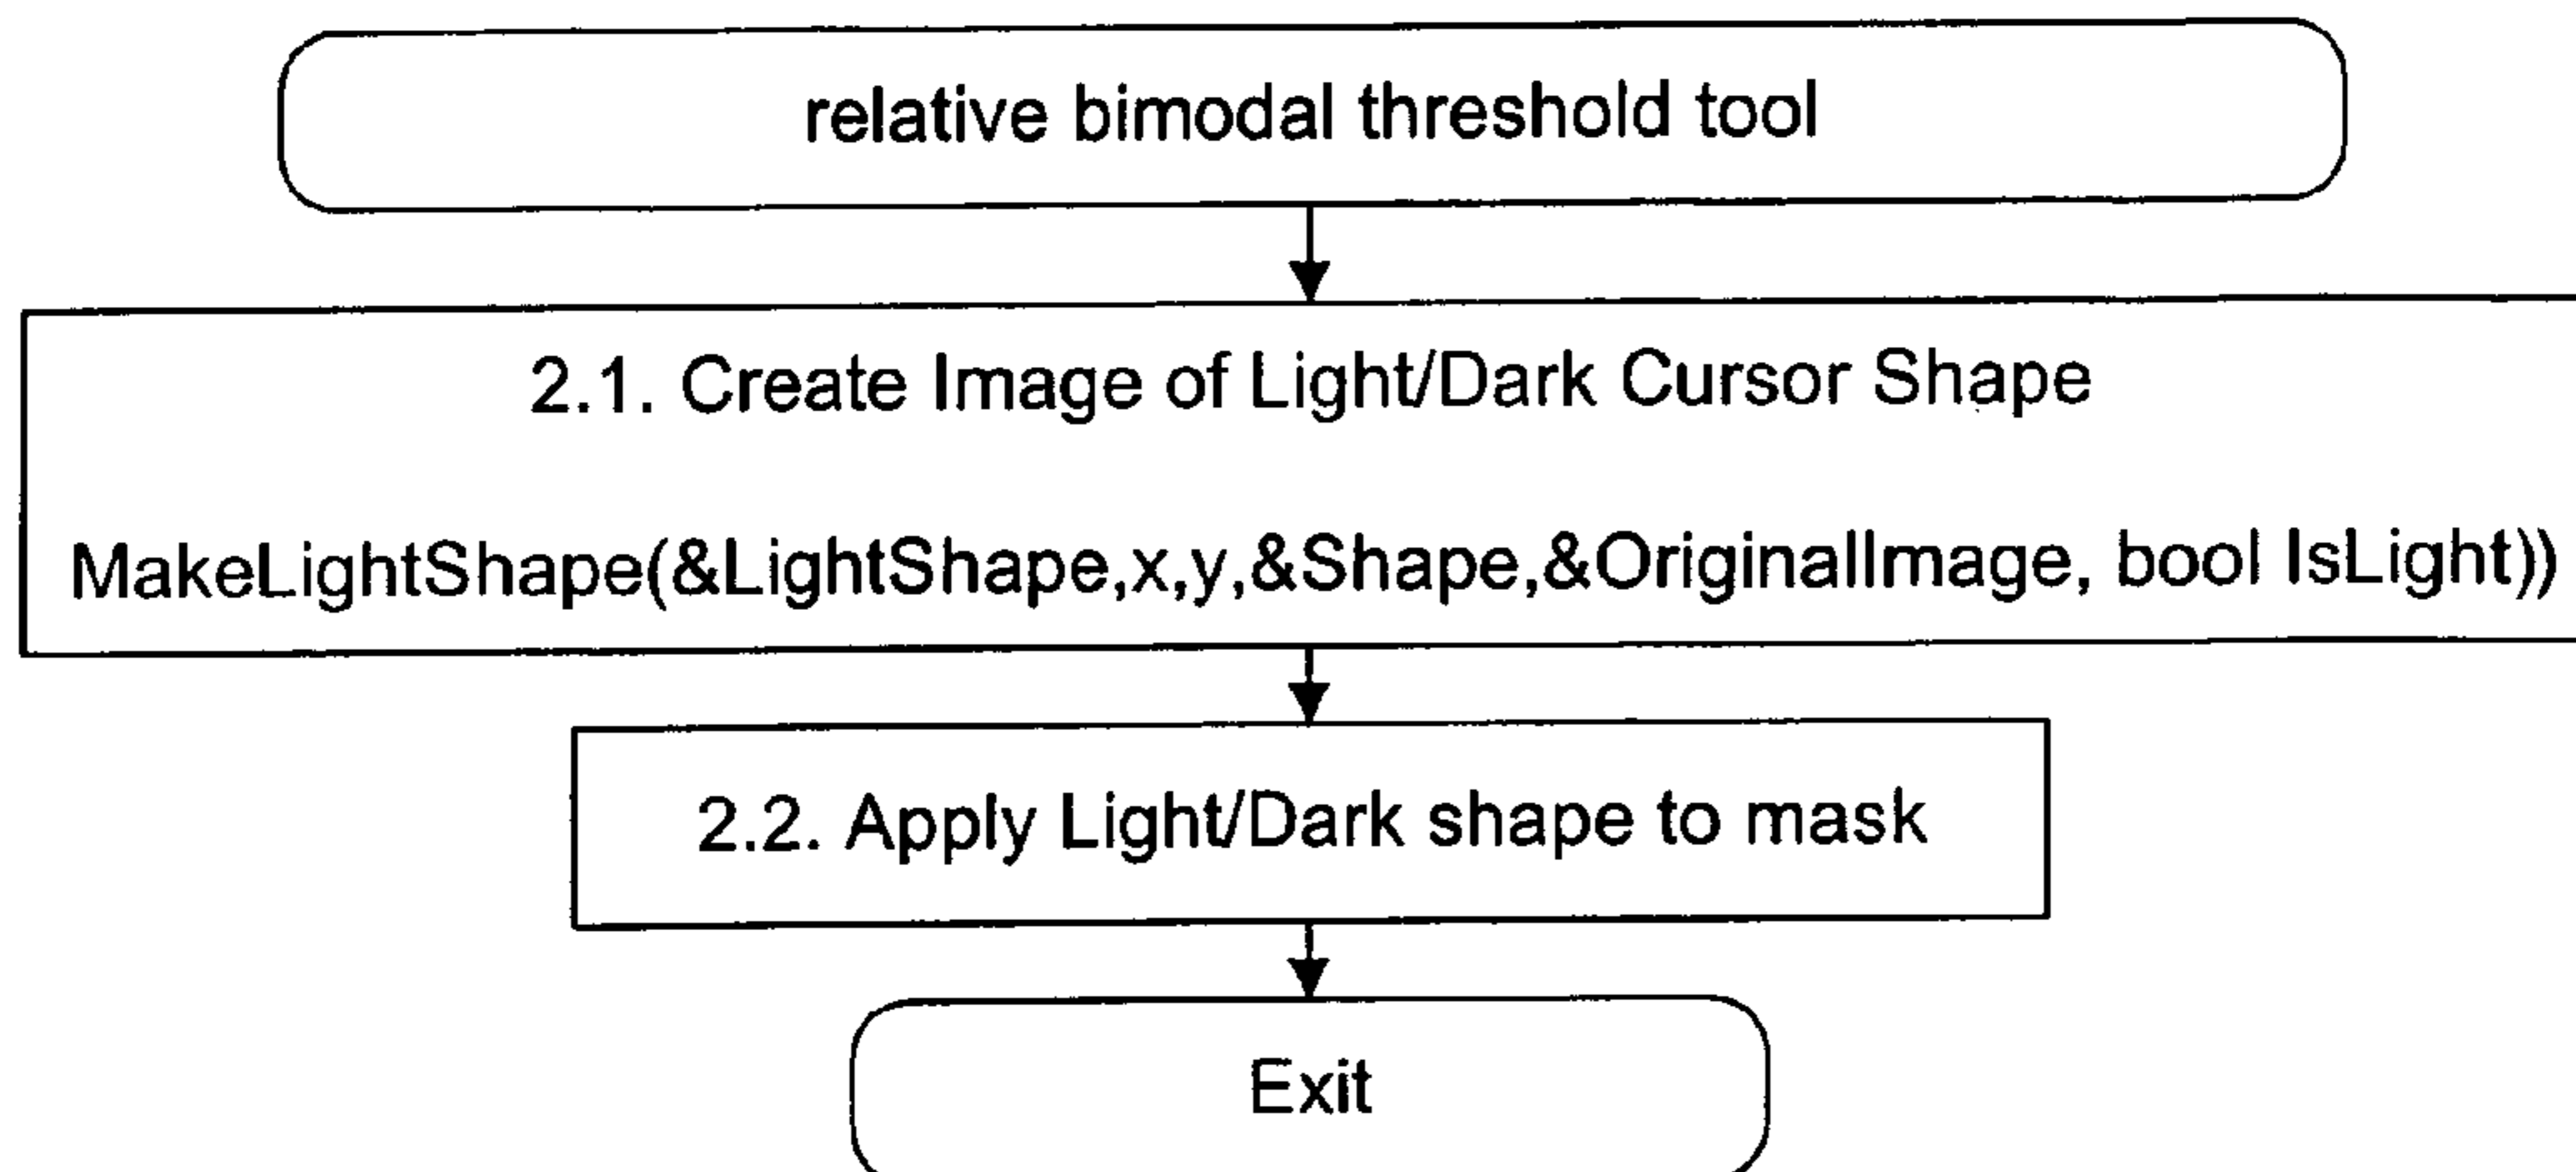 relative bimodal threshold tool
2.1. Create Image of Light/Dark Cursor Shape
MakeLightShape(&LightShape,x,y,&Shape,&OriginalImage, bool IsLight))
2.2. Apply Light/Dark shape to mask
Exit